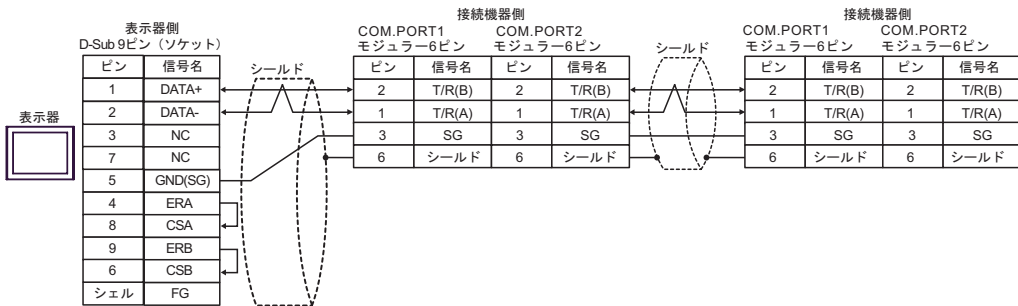 表示器
表示器側
D-Sub 9ピン（ソケット）
ピン 信号名
1 DATA+
2 DATA-
3 NC
7 NC
5 GND(SG)
4 ERA
8 CSA
9 ERB
6 CSB
シェル FG
シールド
接続機器側
COM.PORT1 COM.PORT2
モジュラー6ピン モジュラー6ピン
ピン 信号名 ピン 信号名
2 T/R(B) 2 T/R(B)
1 T/R(A) 1 T/R(A)
3 SG 3 SG
6 シールド 6 シールド
シールド
接続機器側
COM.PORT1 COM.PORT2
モジュラー6ピン モジュラー6ピン
ピン 信号名 ピン 信号名
2 T/R(B) 2 T/R(B)
1 T/R(A) 1 T/R(A)
3 SG 3 SG
6 シールド 6 シールド